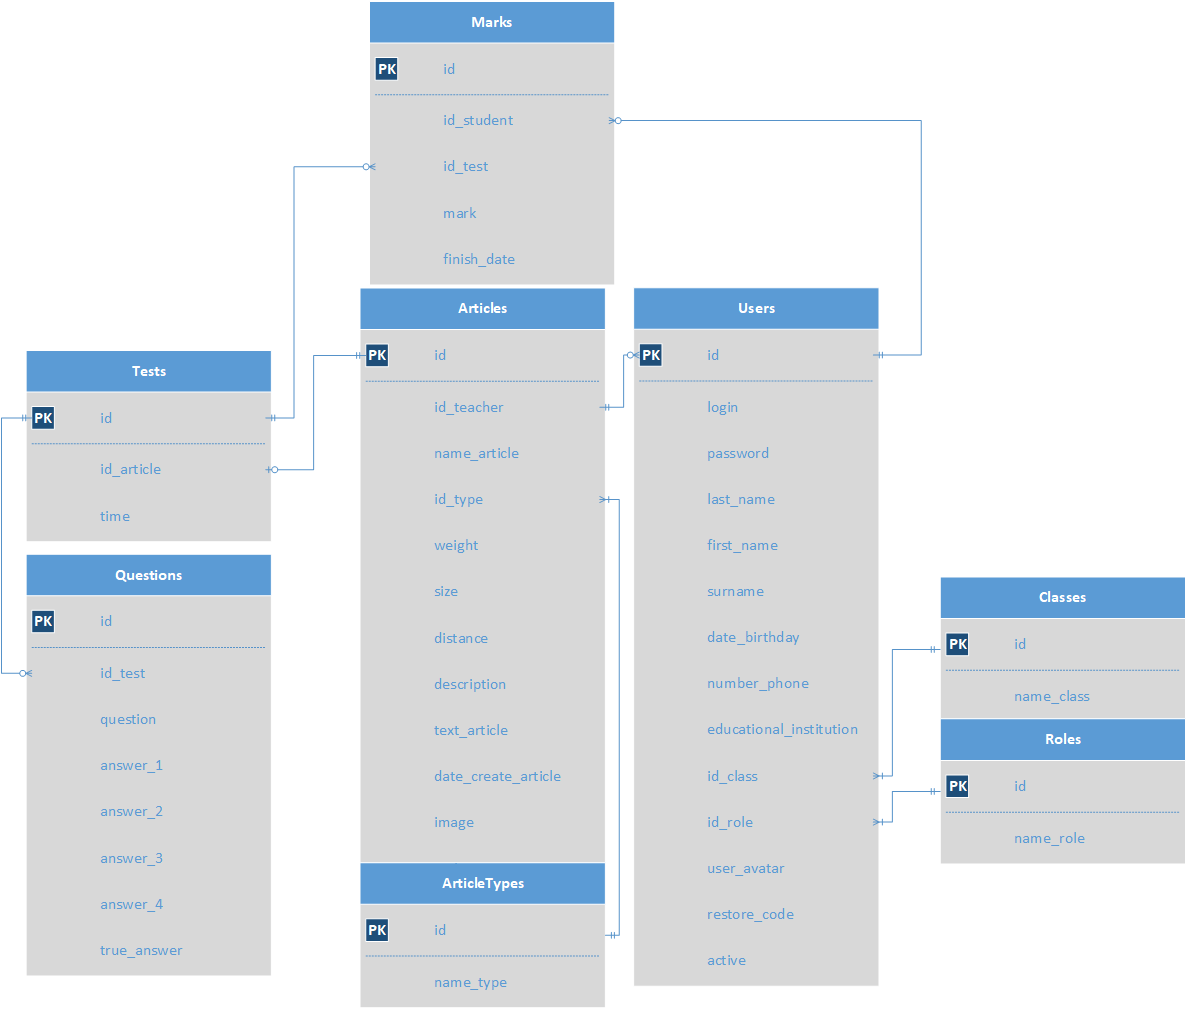 Marks
PK id
id_student
id_test
mark
finish_date
Articles
PK id
id_teacher
name_article
id_type
weight
size
distance
description
text_article
date_create_article
image
Users
PK id
login
password
last_name
first_name
surname
date_birthday
number_phone
educational_institution
id_class
id_role
user_avatar
restore_code
active
Tests
PK id
id_article
time
Questions
PK id
id_test
question
answer_1
answer_2
answer_3
answer_4
true_answer
Classes
PK id
name_class
Roles
PK id
name_role
ArticleTypes
PK id
name_type